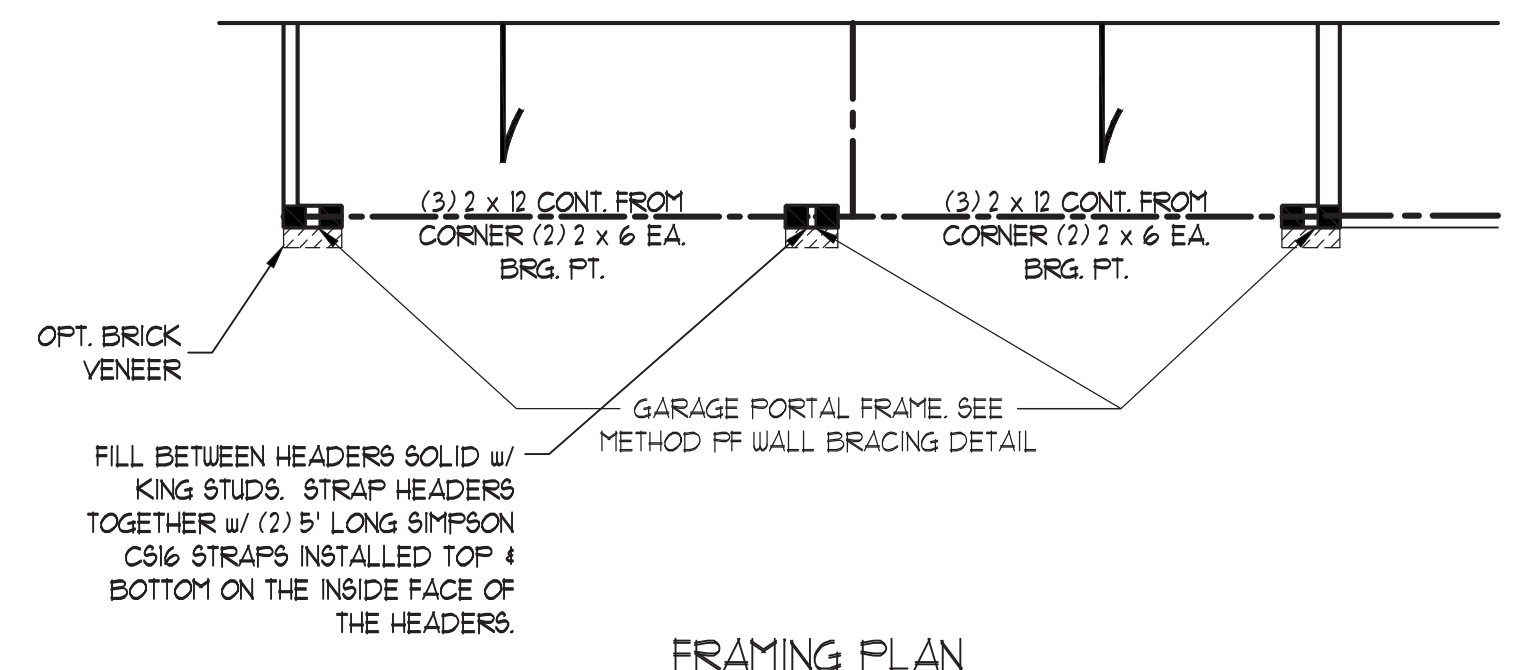 (3) 2 x 12 CONT. FROM
CORNER (2) 2 x 6 EA.
BRG. PT.
(3) 2 x 12 CONT. FROM
CORNER (2) 2 x 6 EA.
BRG. PT.
OPT. BRICK
VENEER
GARAGE PORTAL FRAME. SEE
METHOD PF WALL BRACING DETAIL
FILL BETWEEN HEADERS SOLID w/
KING STUDS. STRAP HEADERS
TOGETHER w/ (2) 5' LONG SIMPSON
CS16 STRAPS INSTALLED TOP &
BOTTOM ON THE INSIDE FACE OF
THE HEADERS.
FRAMING PLAN